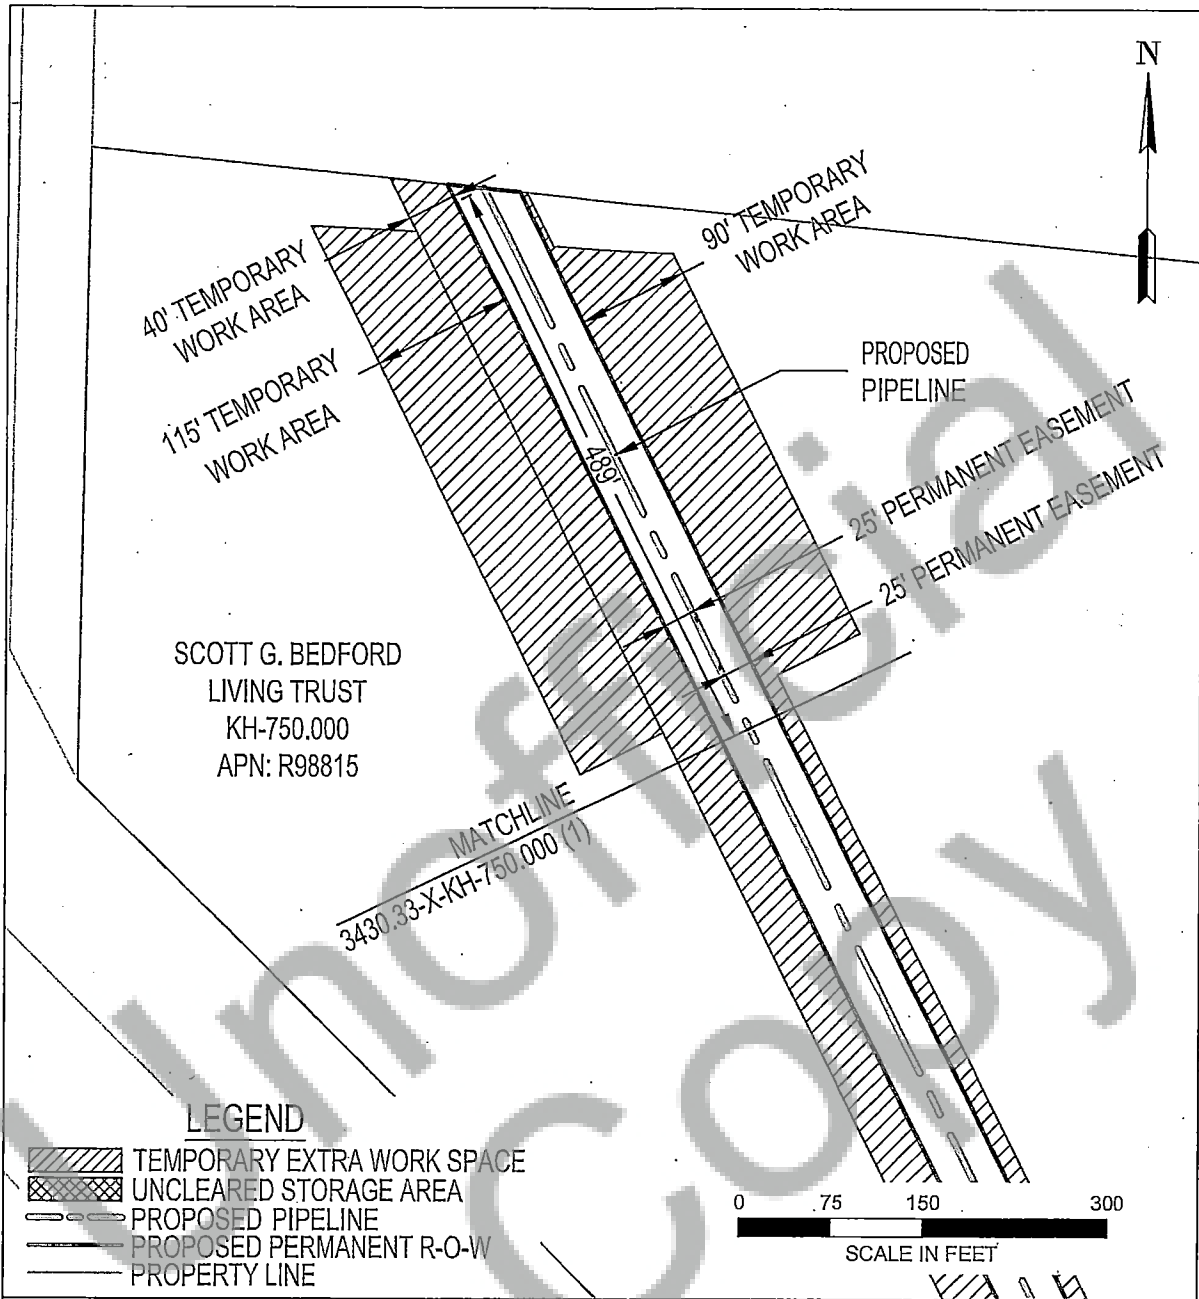 N
90' TEMPORARY
WORK AREA
40' TEMPORARY
WORK AREA
115' TEMPORARY
WORK AREA
PROPOSED
PIPELINE
489'
25' PERMANENT EASEMENT
25' PERMANENT EASEMENT
SCOTT G. BEDFORD
LIVING TRUST
KH-750.000
APN: R98815
MATCHLINE
3430.33-X-KH-750.000 (1)
LEGEND
TEMPORARY EXTRA WORK SPACE
UNCLEARED STORAGE AREA
PROPOSED PIPELINE
PROPOSED PERMANENT R-O-W
PROPERTY LINE
0 75 150 300
SCALE IN FEET
Unofficial
Copy